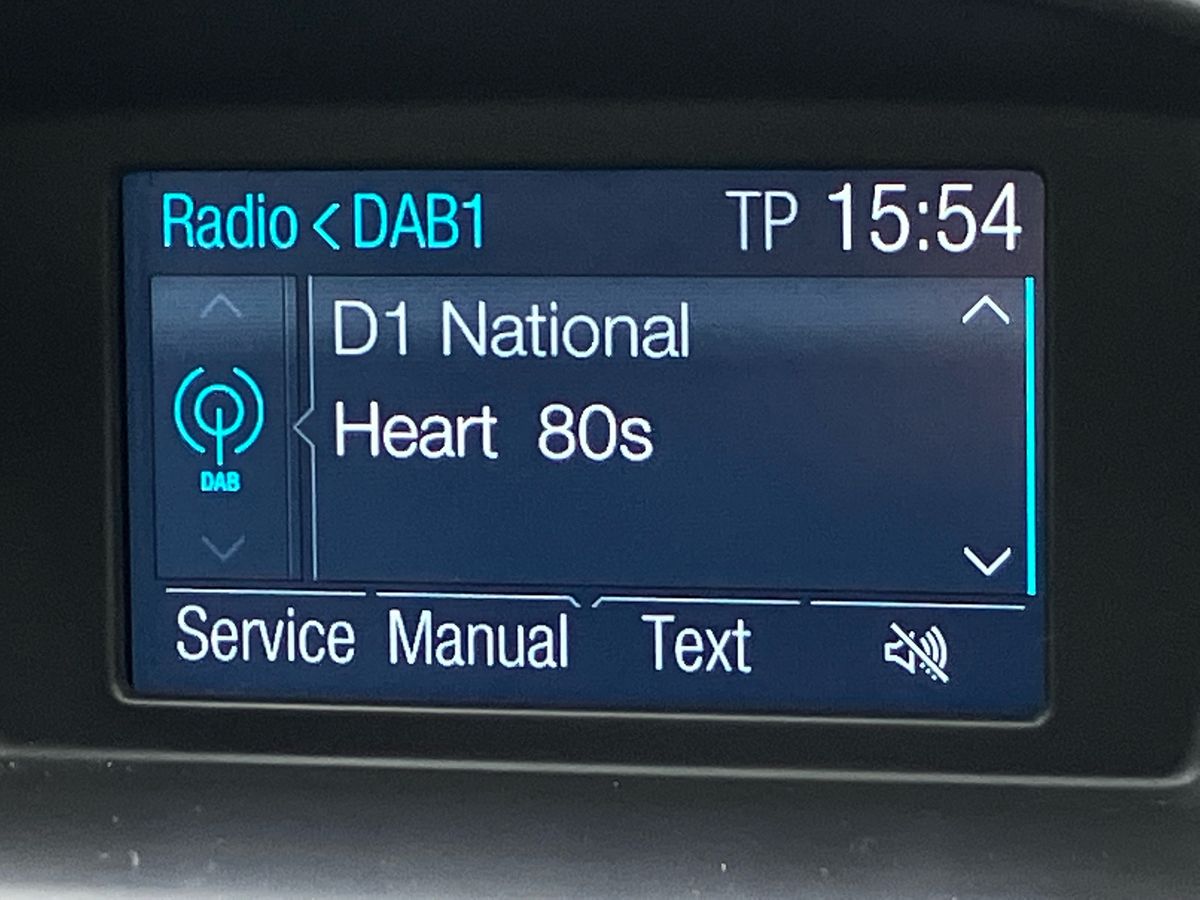 Radio < DAB1 TP 15:54
D1 National
Heart 80s
DAB
Service Manual Text